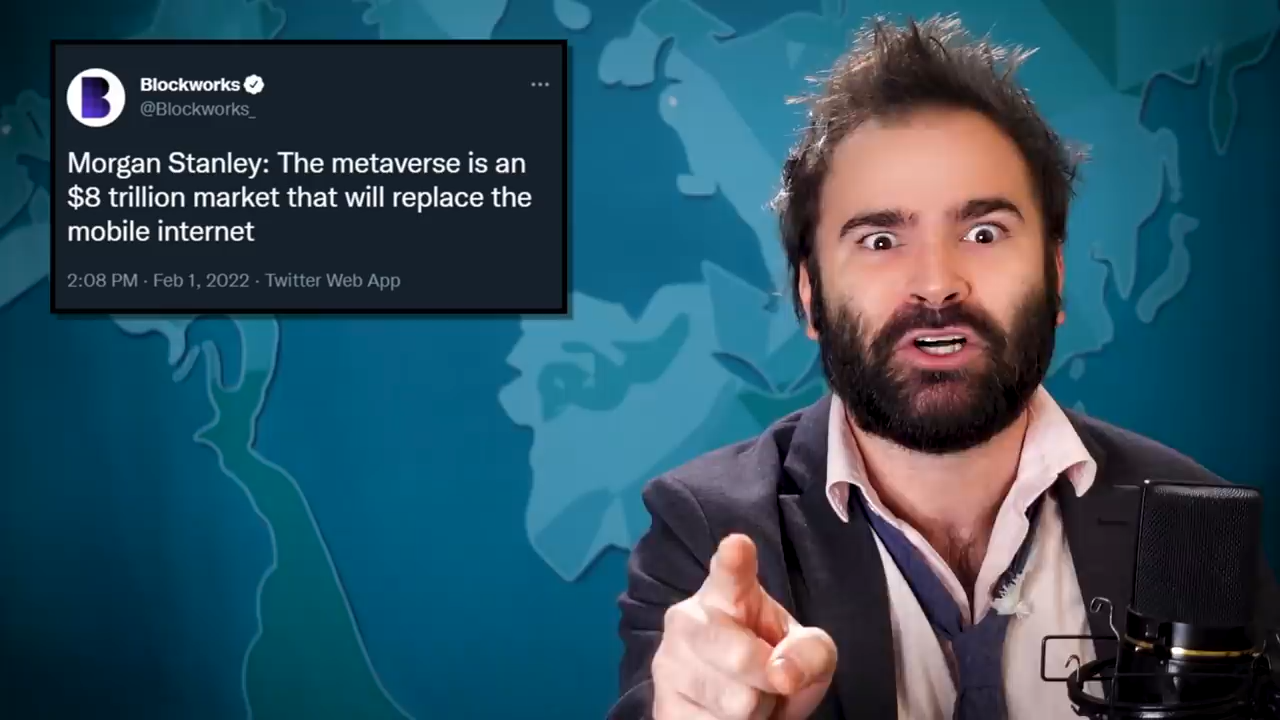 Blockworks
@Blockworks_
Morgan Stanley: The metaverse is an
$8 trillion market that will replace the
mobile internet
2:08 PM · Feb 1, 2022 · Twitter Web App